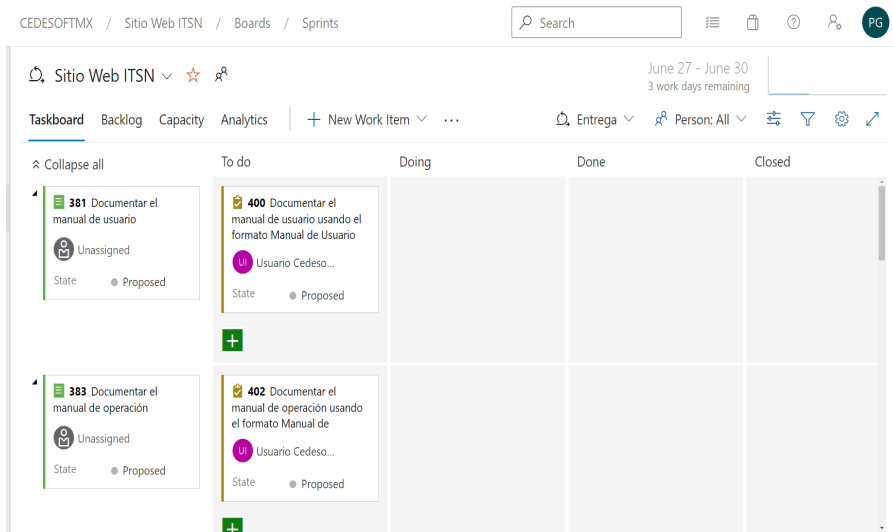 CEDESOFTMX / Sitio Web ITSN / Boards / Sprints
Search
PG
Sitio Web ITSN
June 27 - June 30
3 work days remaining
Taskboard Backlog Capacity Analytics
+ New Work Item ...
Entrega
Person: All
Collapse all
To do
Doing
Done
Closed
381 Documentar el
manual de usuario
Unassigned
State Proposed
400 Documentar el
manual de usuario usando el
formato Manual de Usuario
UI Usuario Cedeso...
State Proposed
383 Documentar el
manual de operación
Unassigned
State Proposed
402 Documentar el
manual de operación usando
el formato Manual de
UI Usuario Cedeso...
State Proposed